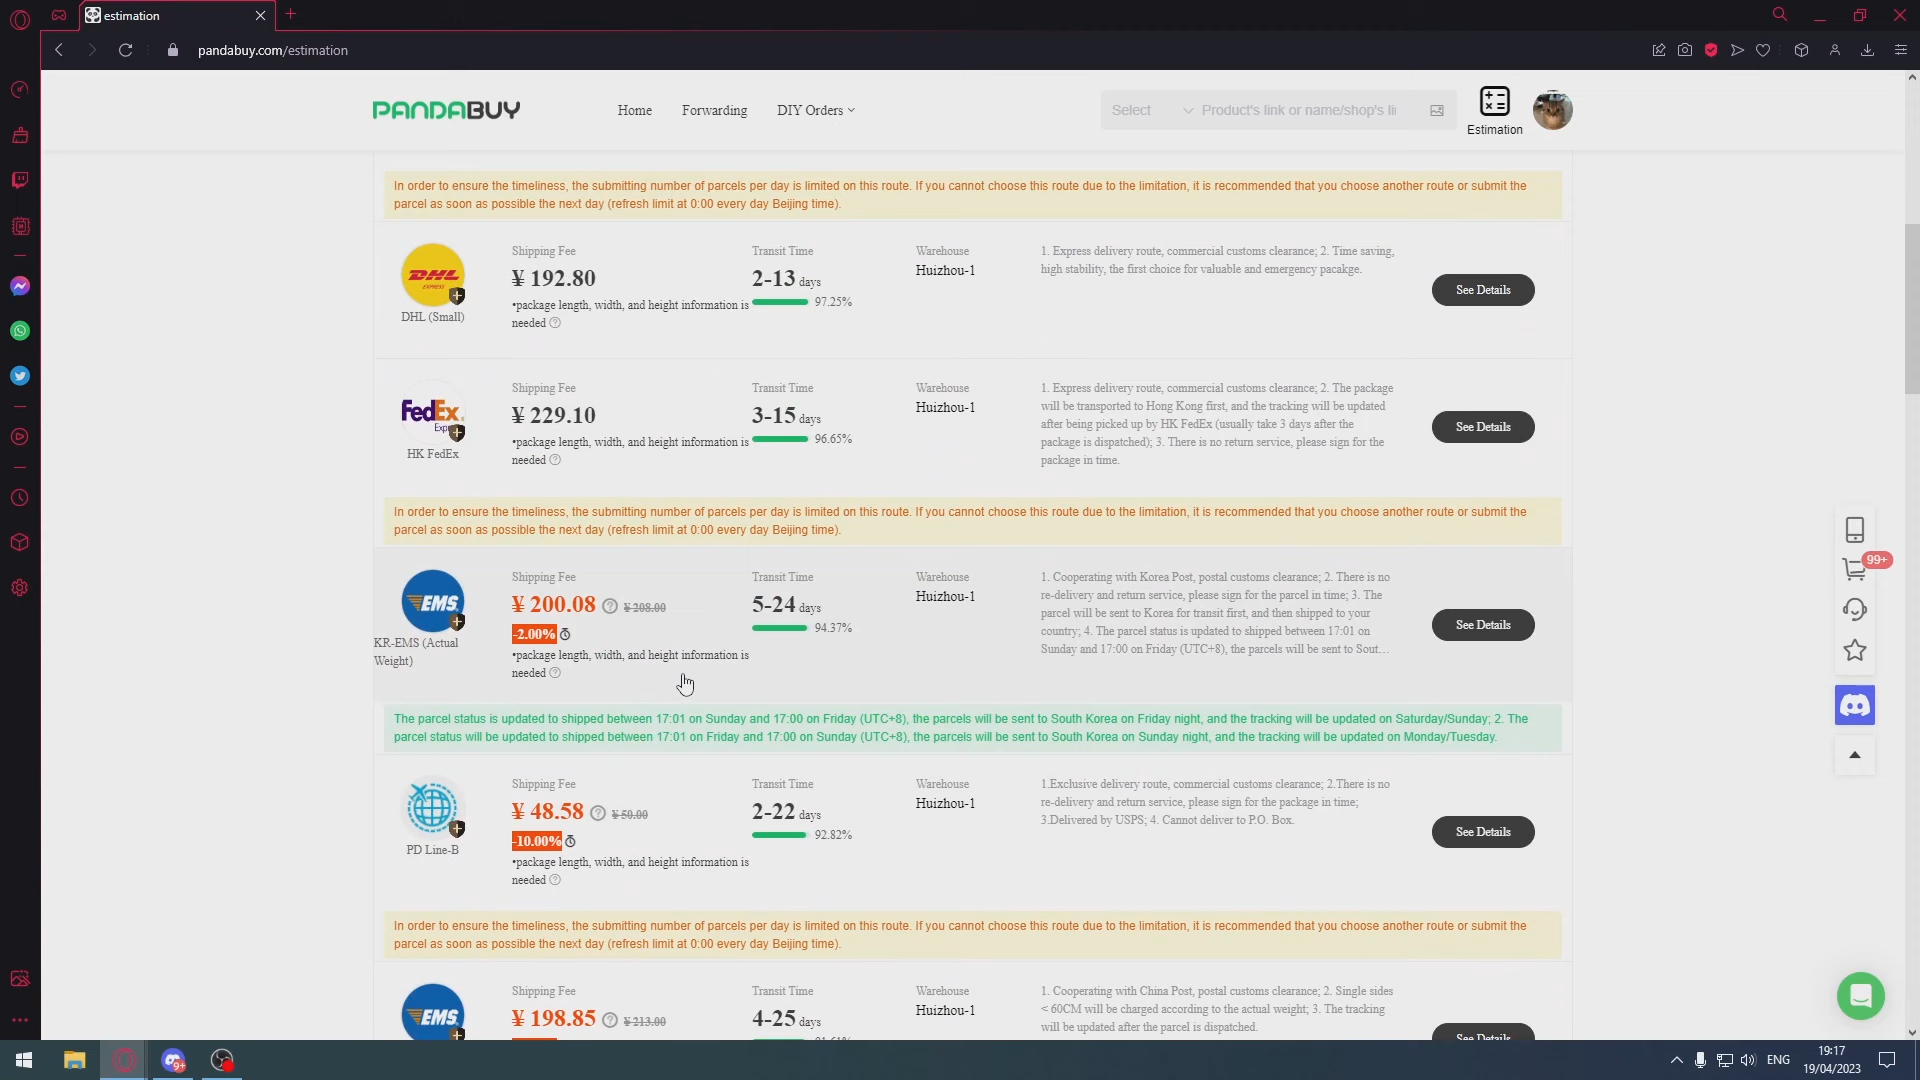 estimation
pandabuy.com/estimation
PANDABUY
Home
Forwarding
DIY Orders
Select
Product's link or name/shop's li
Estimation
In order to ensure the timeliness, the submitting number of parcels per day is limited on this route. If you cannot choose this route due to the limitation, it is recommended that you choose another route or submit the
parcel as soon as possible the next day (refresh limit at 0:00 every day Beijing time).
DHL
EXPRESS
DHL (Small)
Shipping Fee
¥ 192.80
•package length, width, and height information is
needed
Transit Time
2-13 days
97.25%
Warehouse
Huizhou-1
1. Express delivery route, commercial customs clearance; 2. Time saving,
high stability, the first choice for valuable and emergency pacakge.
See Details
FedEx
HK FedEx
Shipping Fee
¥ 229.10
•package length, width, and height information is
needed
Transit Time
3-15 days
96.65%
Warehouse
Huizhou-1
1. Express delivery route, commercial customs clearance; 2. The package
will be transported to Hong Kong first, and the tracking will be updated
after being picked up by HK FedEx (usually take 3 days after the
package is dispatched); 3. There is no return service, please sign for the
package in time.
See Details
In order to ensure the timeliness, the submitting number of parcels per day is limited on this route. If you cannot choose this route due to the limitation, it is recommended that you choose another route or submit the
parcel as soon as possible the next day (refresh limit at 0:00 every day Beijing time).
EMS
KR-EMS (Actual
Weight)
Shipping Fee
¥ 200.08 ¥ 208.00
-2.00%
•package length, width, and height information is
needed
Transit Time
5-24 days
94.37%
Warehouse
Huizhou-1
1. Cooperating with Korea Post, postal customs clearance; 2. There is no
re-delivery and return service, please sign for the parcel in time; 3. The
parcel will be sent to Korea for transit first, and then shipped to your
country; 4. The parcel status is updated to shipped between 17:01 on
Sunday and 17:00 on Friday (UTC+8), the parcels will be sent to Sout…
See Details
99+
The parcel status is updated to shipped between 17:01 on Sunday and 17:00 on Friday (UTC+8), the parcels will be sent to South Korea on Friday night, and the tracking will be updated on Saturday/Sunday; 2. The
parcel status will be updated to shipped between 17:01 on Friday and 17:00 on Sunday (UTC+8), the parcels will be sent to South Korea on Sunday night, and the tracking will be updated on Monday/Tuesday.
PD Line-B
Shipping Fee
¥ 48.58 ¥ 50.00
-10.00%
•package length, width, and height information is
needed
Transit Time
2-22 days
92.82%
Warehouse
Huizhou-1
1.Exclusive delivery route, commercial customs clearance; 2.There is no
re-delivery and return service, please sign for the package in time;
3.Delivered by USPS; 4. Cannot deliver to P.O. Box.
See Details
In order to ensure the timeliness, the submitting number of parcels per day is limited on this route. If you cannot choose this route due to the limitation, it is recommended that you choose another route or submit the
parcel as soon as possible the next day (refresh limit at 0:00 every day Beijing time).
EMS
Shipping Fee
¥ 198.85 ¥ 213.00
Transit Time
4-25 days
Warehouse
Huizhou-1
1. Cooperating with China Post, postal customs clearance; 2. Single sides
< 60CM will be charged according to the actual weight; 3. The tracking
will be updated after the parcel is dispatched.
See Details
9+
ENG
19:17
19/04/2023